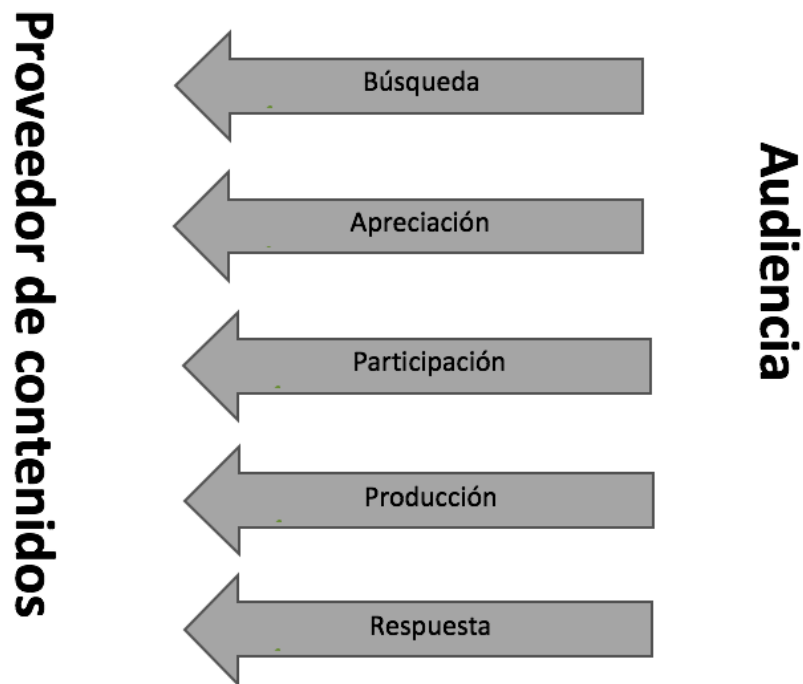 Proveedor de contenidos
Búsqueda
Apreciación
Participación
Producción
Respuesta
Audiencia